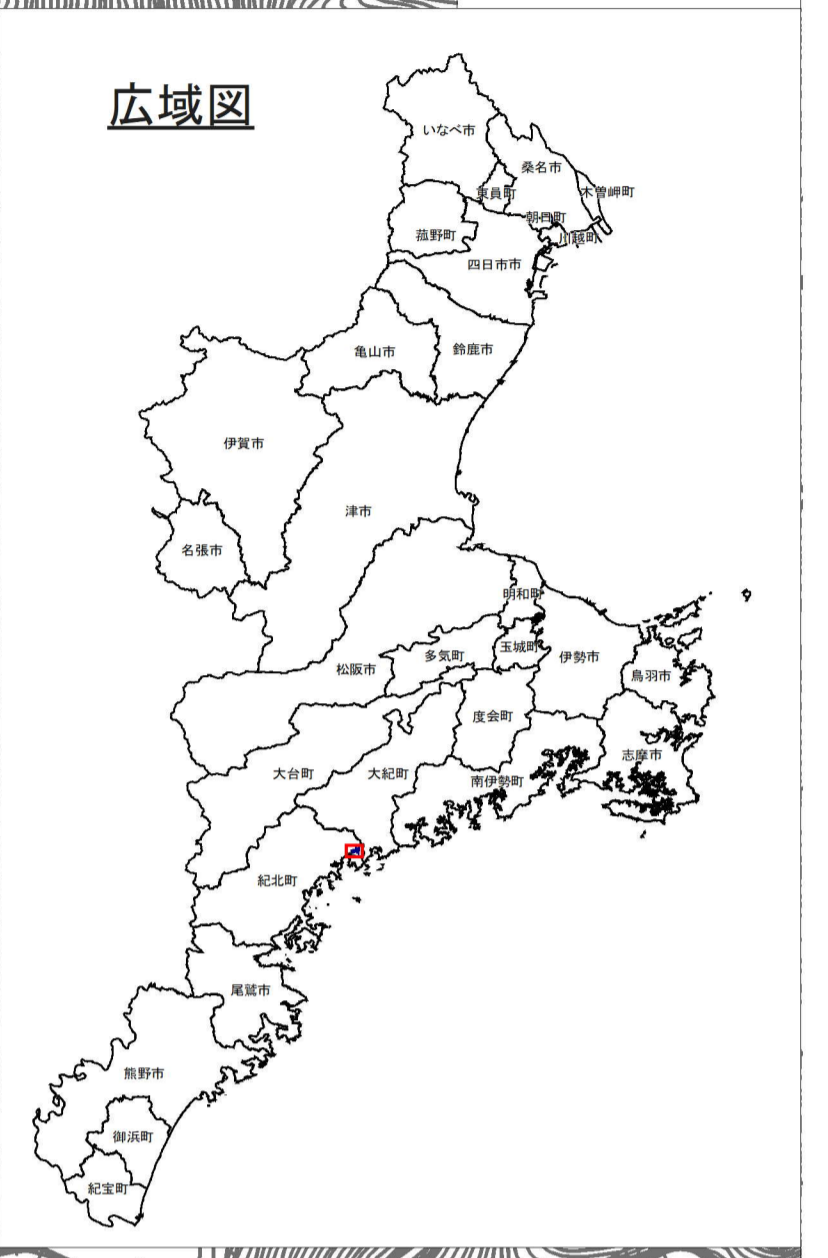 広域図
いなべ市
桑名市
東員町
木曽岬町
朝日町
菰野町
川越町
四日市市
亀山市
鈴鹿市
伊賀市
津市
名張市
明和町
玉城町
多気町
伊勢市
松阪市
鳥羽市
度会町
志摩市
大台町
大紀町
南伊勢町
紀北町
尾鷲市
熊野市
御浜町
紀宝町